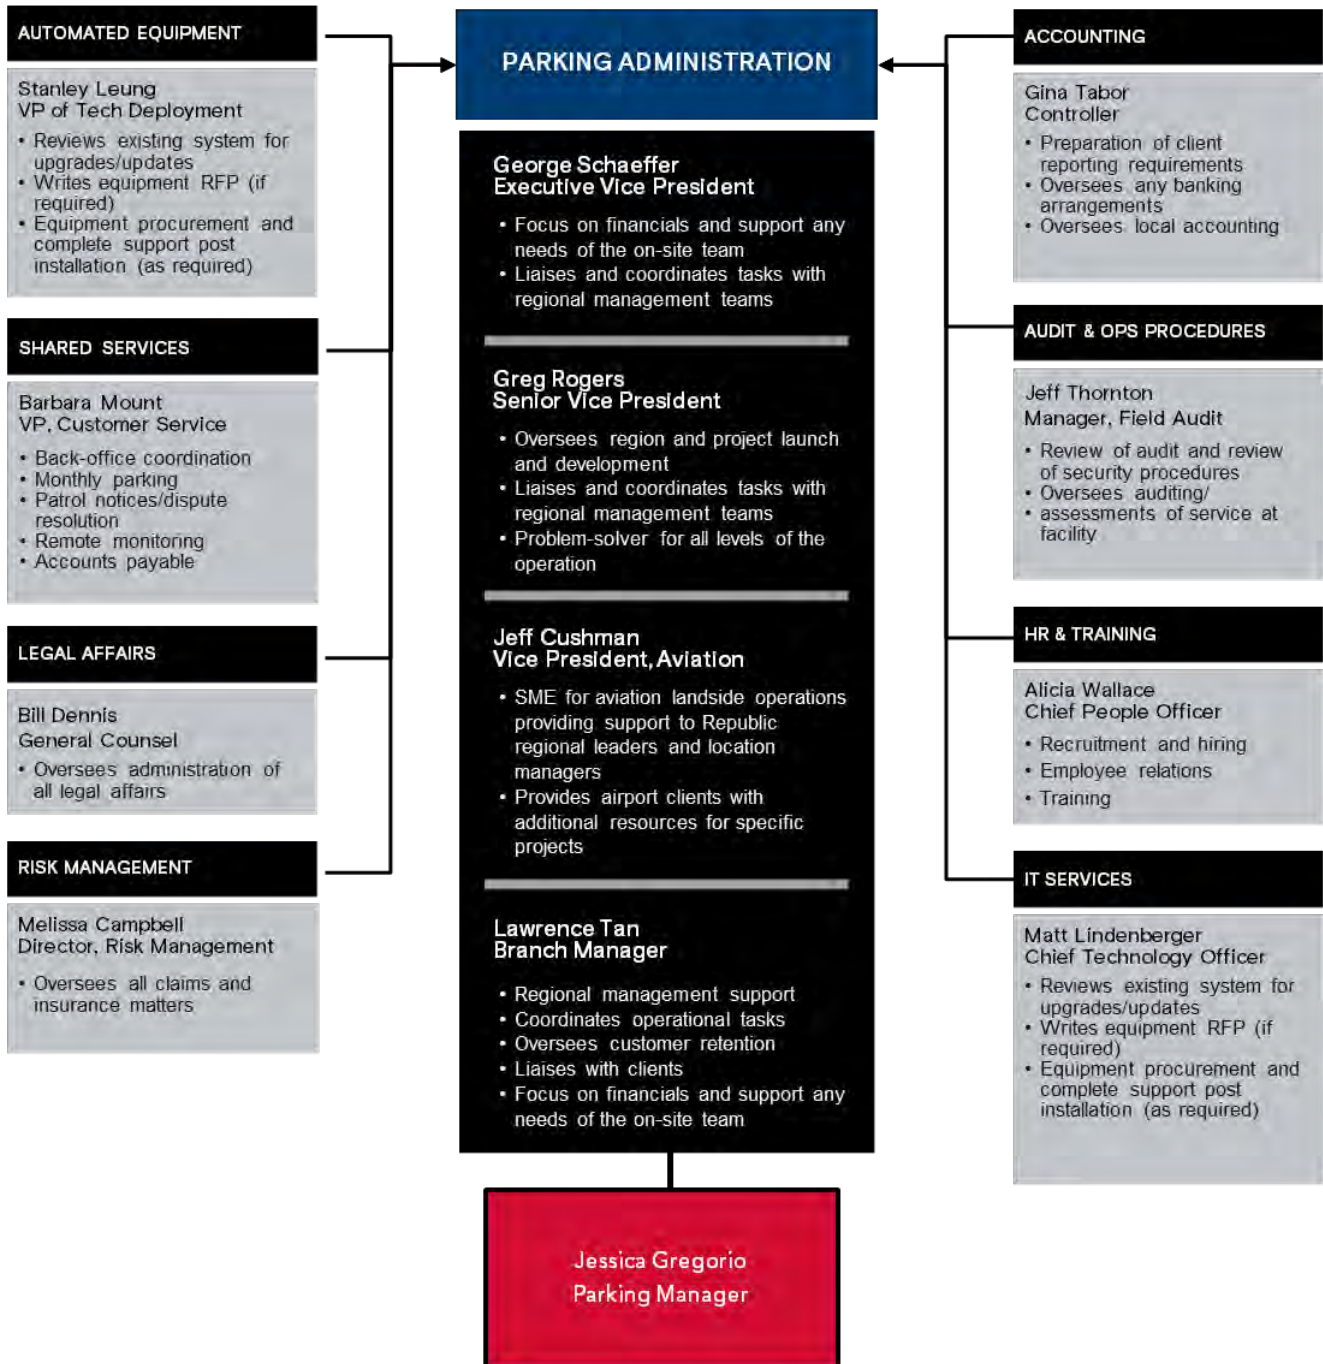 AUTOMATED EQUIPMENT
Stanley Leung
VP of Tech Deployment
• Reviews existing system for
upgrades/updates
• Writes equipment RFP (if
required)
• Equipment procurement and
complete support post
installation (as required)
SHARED SERVICES
Barbara Mount
VP, Customer Service
• Back-office coordination
• Monthly parking
• Patrol notices/dispute
resolution
• Remote monitoring
• Accounts payable
LEGAL AFFAIRS
Bill Dennis
General Counsel
• Oversees administration of
all legal affairs
RISK MANAGEMENT
Melissa Campbell
Director, Risk Management
• Oversees all claims and
insurance matters
PARKING ADMINISTRATION
George Schaeffer
Executive Vice President
• Focus on financials and support any
needs of the on-site team
• Liaises and coordinates tasks with
regional management teams
Greg Rogers
Senior Vice President
• Oversees region and project launch
and development
• Liaises and coordinates tasks with
regional management teams
• Problem-solver for all levels of the
operation
Jeff Cushman
Vice President, Aviation
• SME for aviation landside operations
providing support to Republic
regional leaders and location
managers
• Provides airport clients with
additional resources for specific
projects
Lawrence Tan
Branch Manager
• Regional management support
• Coordinates operational tasks
• Oversees customer retention
• Liaises with clients
• Focus on financials and support any
needs of the on-site team
Jessica Gregorio
Parking Manager
ACCOUNTING
Gina Tabor
Controller
• Preparation of client
reporting requirements
• Oversees any banking
arrangements
• Oversees local accounting
AUDIT & OPS PROCEDURES
Jeff Thornton
Manager, Field Audit
• Review of audit and review
of security procedures
• Oversees auditing/
• assessments of service at
facility
HR & TRAINING
Alicia Wallace
Chief People Officer
• Recruitment and hiring
• Employee relations
• Training
IT SERVICES
Matt Lindenberger
Chief Technology Officer
• Reviews existing system for
upgrades/updates
• Writes equipment RFP (if
required)
• Equipment procurement and
complete support post
installation (as required)